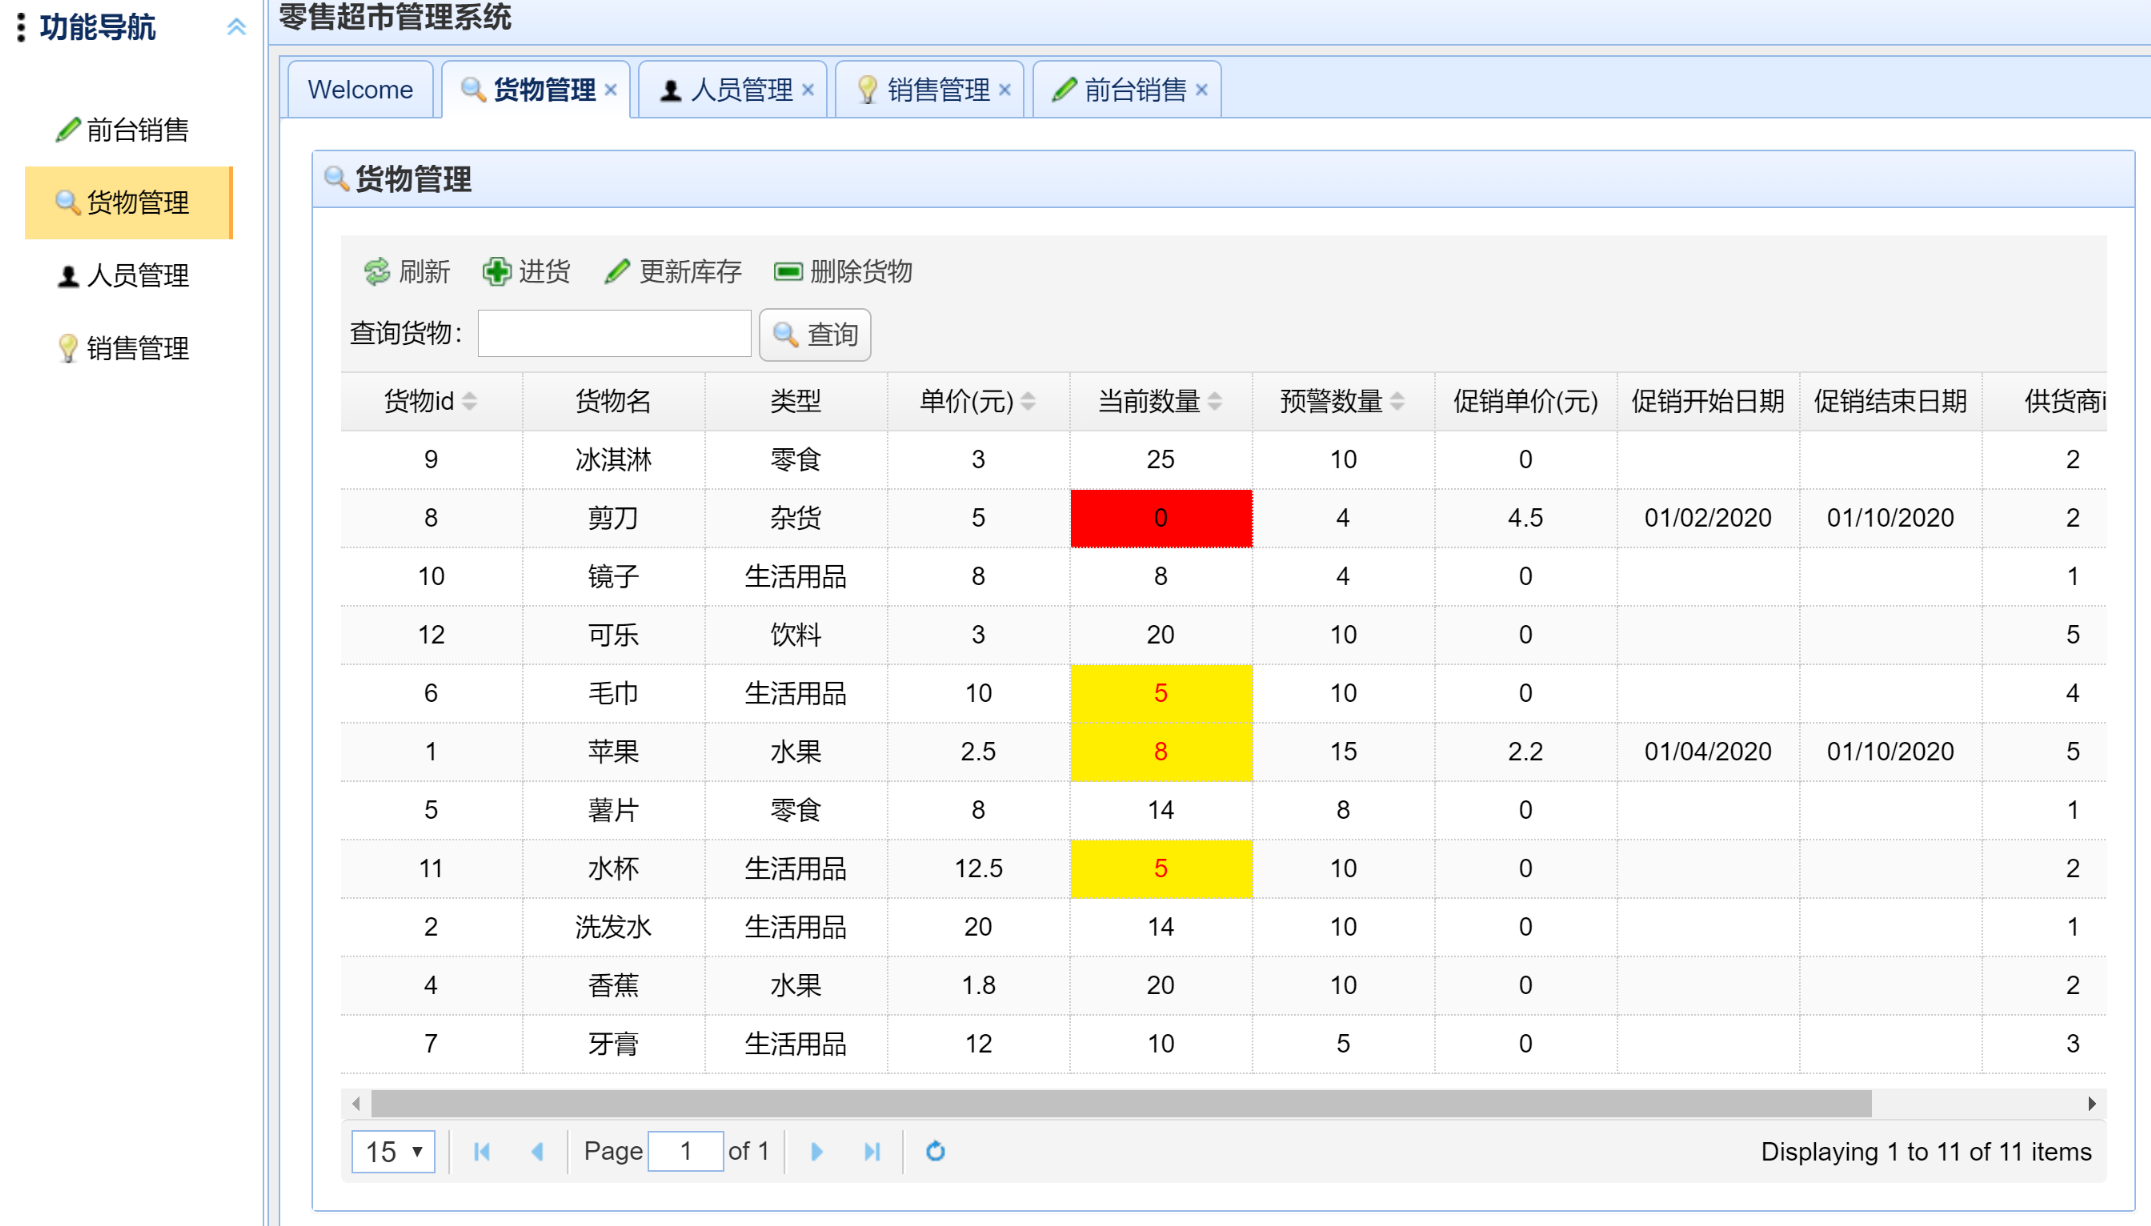 功能导航
前台销售
货物管理
人员管理
销售管理
零售超市管理系统
Welcome 货物管理 × 人员管理 × 销售管理 × 前台销售 ×
货物管理
刷新 进货 更新库存 删除货物
查询货物： 查询
货物id 货物名 类型 单价(元) 当前数量 预警数量 促销单价(元) 促销开始日期 促销结束日期 供货商i
9 冰淇淋 零食 3 25 10 0 2
8 剪刀 杂货 5 0 4 4.5 01/02/2020 01/10/2020 2
10 镜子 生活用品 8 8 4 0 1
12 可乐 饮料 3 20 10 0 5
6 毛巾 生活用品 10 5 10 0 4
1 苹果 水果 2.5 8 15 2.2 01/04/2020 01/10/2020 5
5 薯片 零食 8 14 8 0 1
11 水杯 生活用品 12.5 5 10 0 2
2 洗发水 生活用品 20 14 10 0 1
4 香蕉 水果 1.8 20 10 0 2
7 牙膏 生活用品 12 10 5 0 3
15 Page 1 of 1 Displaying 1 to 11 of 11 items